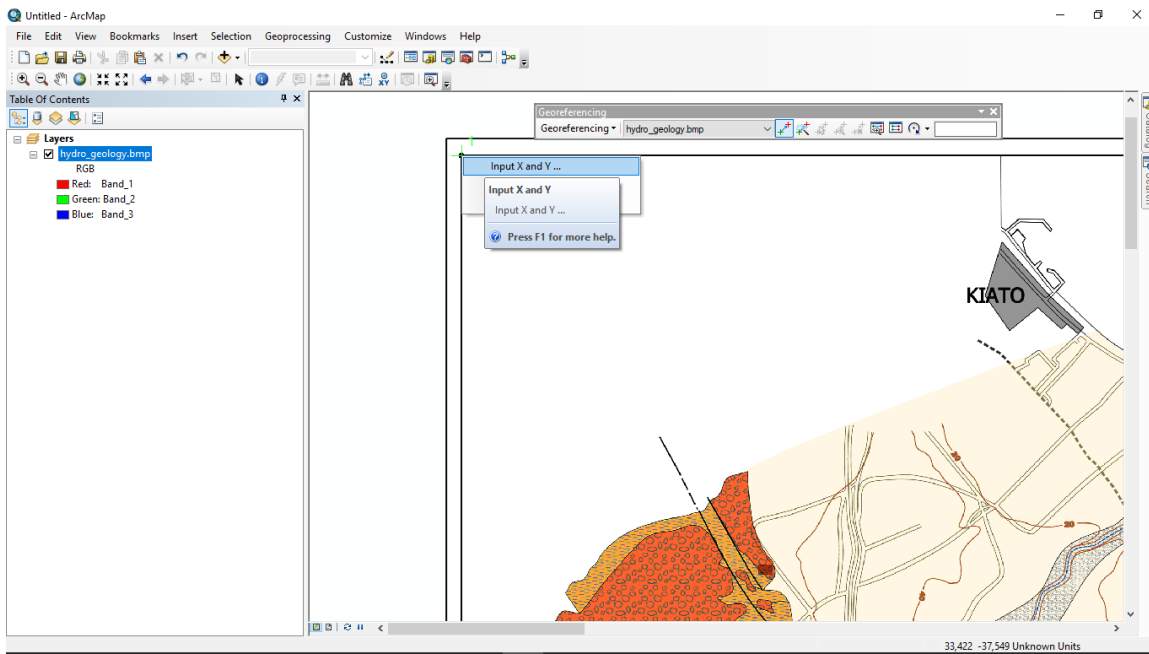 Untitled - ArcMap
File Edit View Bookmarks Insert Selection Geoprocessing Customize Windows Help
Table Of Contents
Layers
hydro_geology.bmp
RGB
Red: Band_1
Green: Band_2
Blue: Band_3
Georeferencing
Georeferencing hydro_geology.bmp
Input X and Y ...
Input X and Y
Input X and Y ...
Press F1 for more help.
Catalog
KIATO
20
33,422 -37,549 Unknown Units